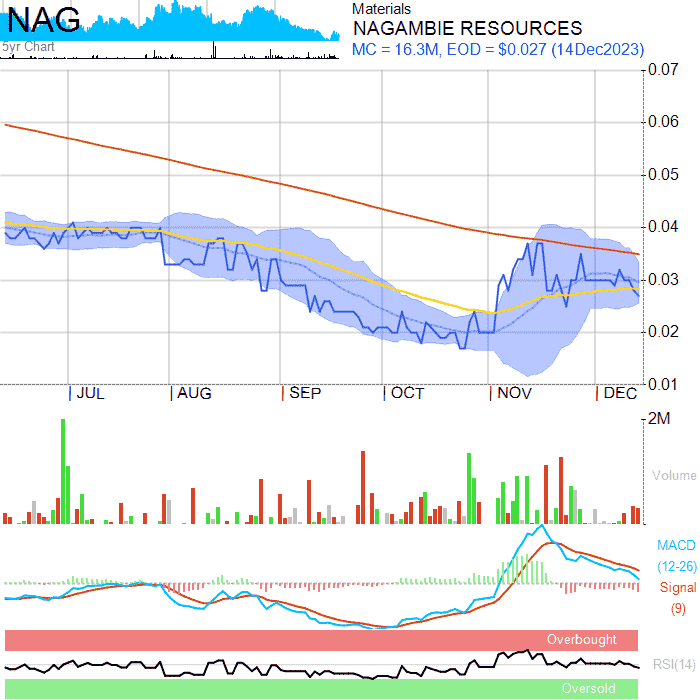 NAG
5yr Chart
Materials
NAGAMBIE RESOURCES
MC = 16.3M, EOD = $0.027 (14Dec2023)
0.07
0.06
0.05
0.04
0.03
0.02
0.01
JUL AUG SEP OCT NOV DEC
2M
Volume
MACD
(12-26)
Signal
(9)
Overbought
RSI(14)
Oversold